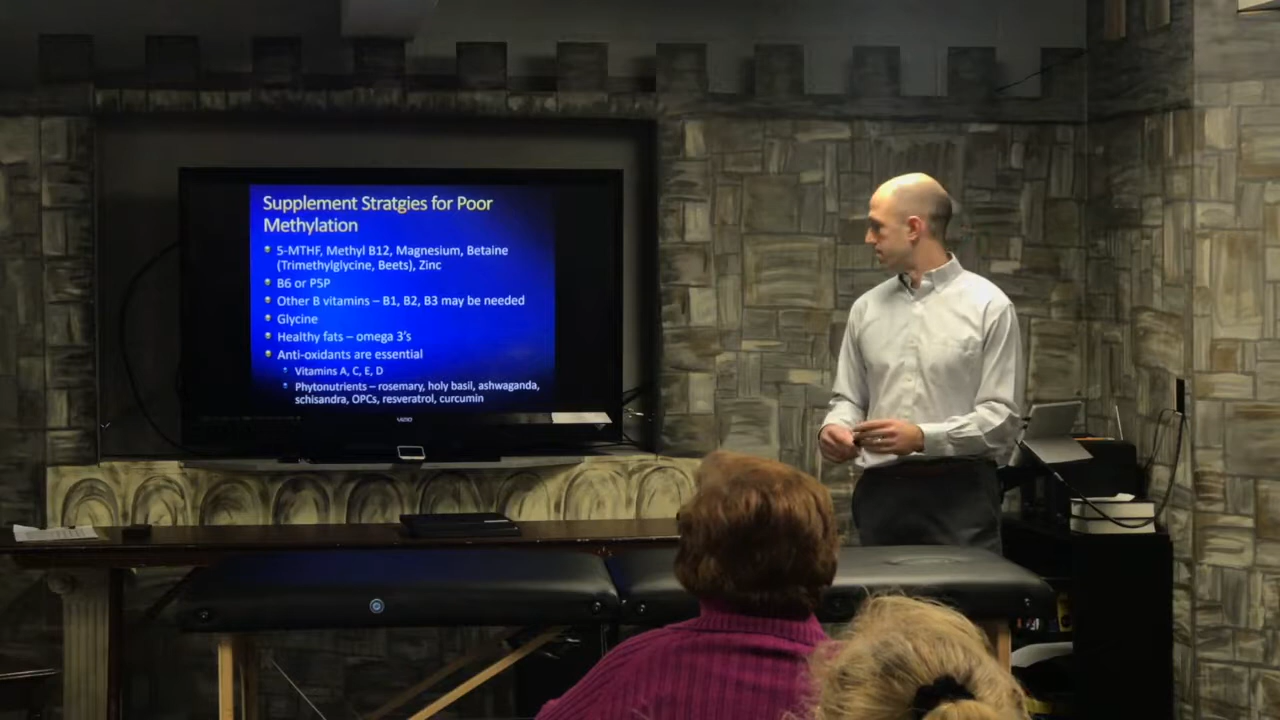 Supplement Stratgies for Poor
Methylation
5-MTHF, Methyl B12, Magnesium, Betaine
(Trimethylglycine, Beets), Zinc
B6 or P5P
Other B vitamins – B1, B2, B3 may be needed
Glycine
Healthy fats – omega 3's
Anti-oxidants are essential
Vitamins A, C, E, D
Phytonutrients – rosemary, holy basil, ashwaganda,
schisandra, OPCs, resveratrol, curcumin
VIZIO